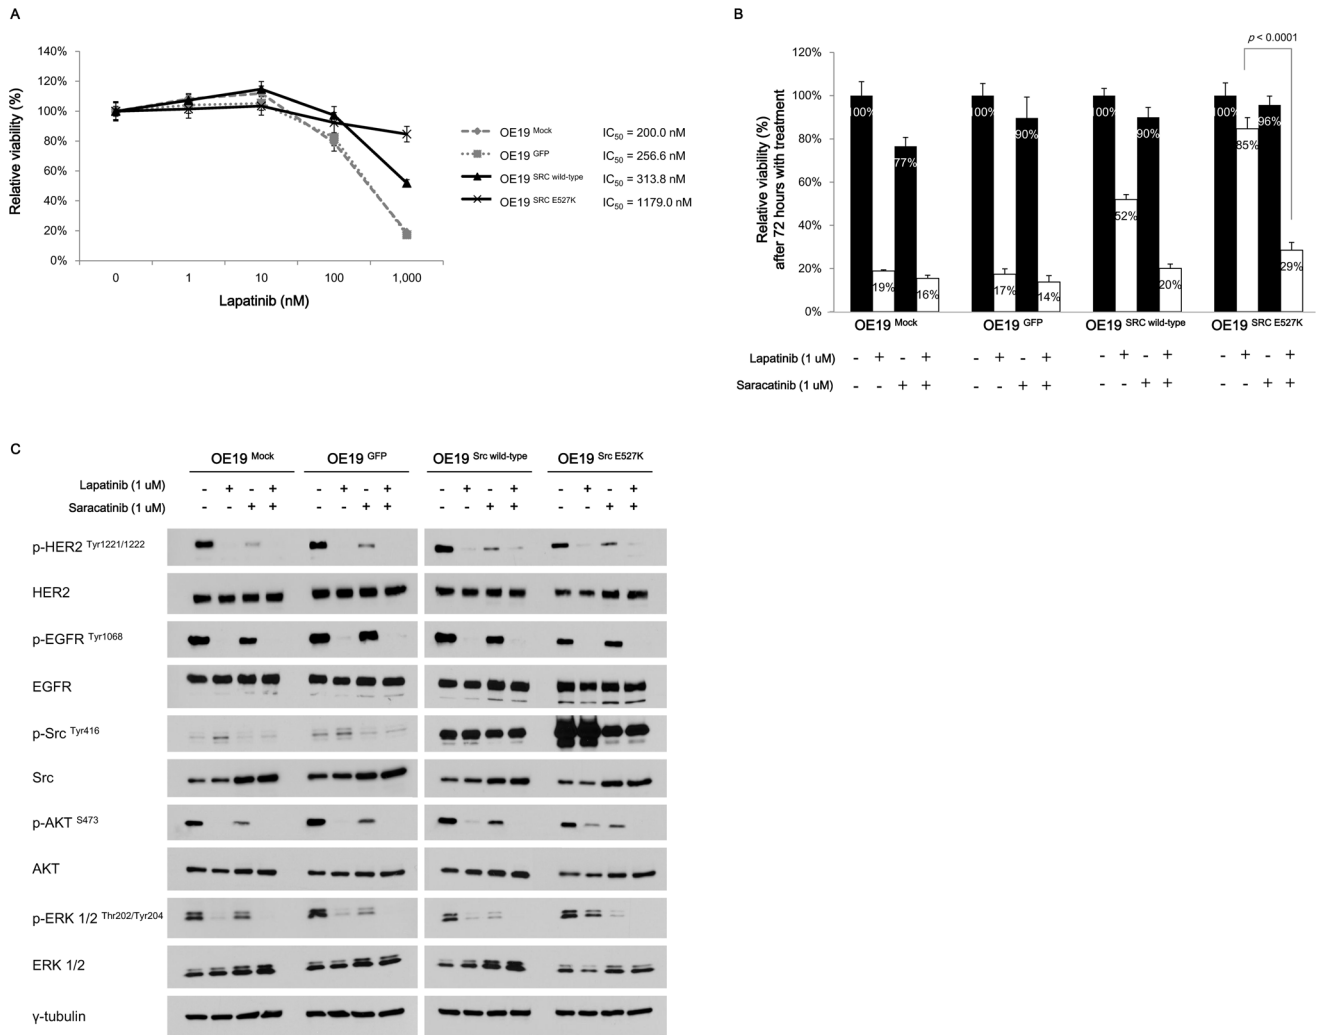 A
140%
120%
100%
80%
60%
40%
20%
0%
Relative viability (%)
0 1 10 100 1,000
Lapatinib (nM)
OE19 Mock IC50 = 200.0 nM
OE19 GFP IC50 = 256.6 nM
OE19 SRC wild-type IC50 = 313.8 nM
OE19 SRC E527K IC50 = 1179.0 nM
B
p < 0.0001
120%
100%
80%
60%
40%
20%
0%
Relative viability (%)
after 72 hours with treatment
100% 19% 77% 16% 100% 17% 90% 14% 100% 52% 90% 20% 100% 85% 96% 29%
OE19 Mock OE19 GFP OE19 SRC wild-type OE19 SRC E527K
Lapatinib (1 uM) - + - + - + - + - + - + - + - +
Saracatinib (1 uM) - - + + - - + + - - + + - - + +
C
OE19 Mock OE19 GFP OE19 Src wild-type OE19 Src E527K
Lapatinib (1 uM) - + - + - + - + - + - + - + - +
Saracatinib (1 uM) - - + + - - + + - - + + - - + +
p-HER2 Tyr1221/1222
HER2
p-EGFR Tyr1068
EGFR
p-Src Tyr416
Src
p-AKT S473
AKT
p-ERK 1/2 Thr202/Tyr204
ERK 1/2
γ-tubulin